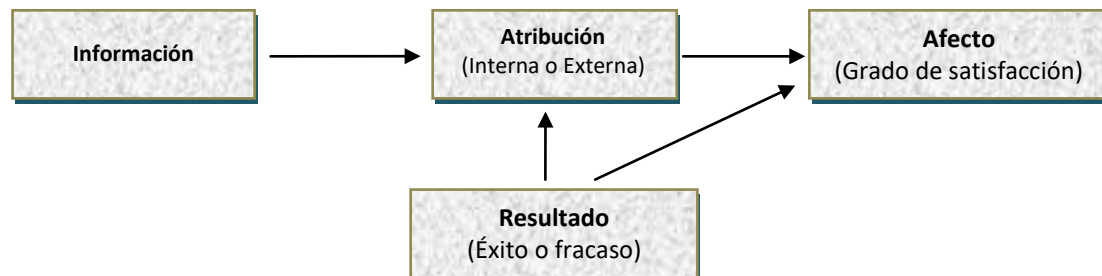 Información
Atribución
(Interna o Externa)
Afecto
(Grado de satisfacción)
Resultado
(Éxito o fracaso)